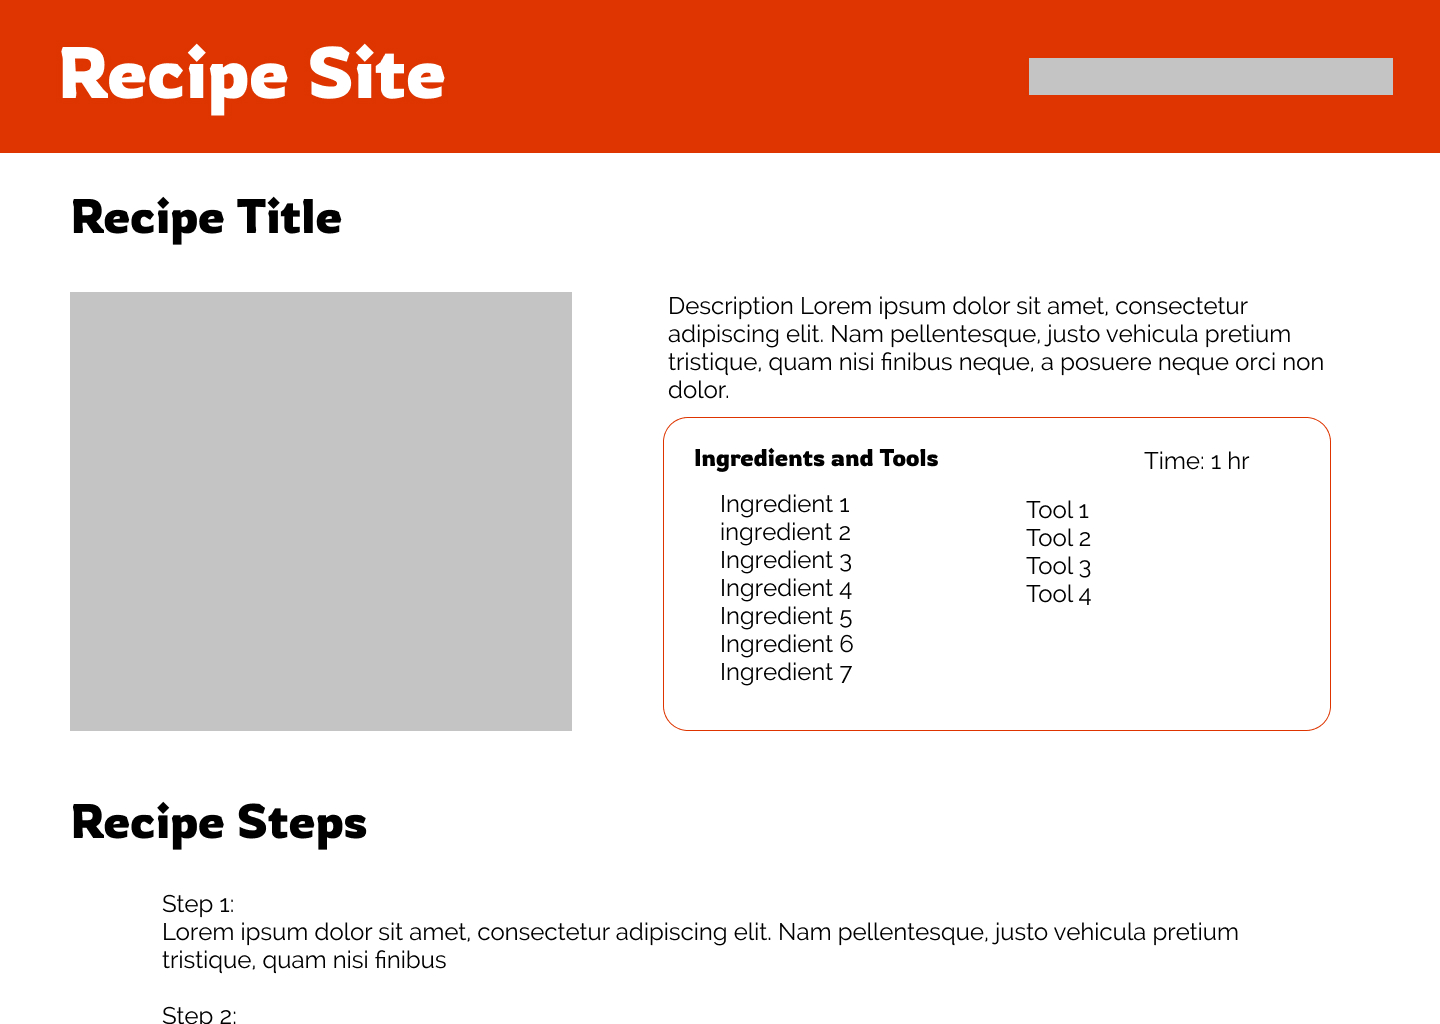 Recipe Site
Recipe Title
Description Lorem ipsum dolor sit amet, consectetur
adipiscing elit. Nam pellentesque, justo vehicula pretium
tristique, quam nisi finibus neque, a posuere neque orci non
dolor.
Ingredients and Tools
Time: 1 hr
Ingredient 1
ingredient 2
Ingredient 3
Ingredient 4
Ingredient 5
Ingredient 6
Ingredient 7
Tool 1
Tool 2
Tool 3
Tool 4
Recipe Steps
Step 1:
Lorem ipsum dolor sit amet, consectetur adipiscing elit. Nam pellentesque, justo vehicula pretium
tristique, quam nisi finibus
Step 2: